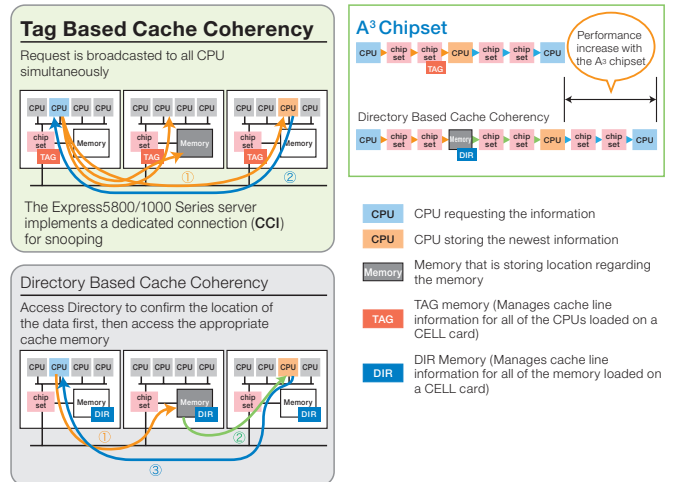 Tag Based Cache Coherency
Request is broadcasted to all CPU
simultaneously
CPU CPU CPU CPU
chip
set
TAG
Memory
CPU CPU CPU CPU
chip
set
TAG
Memory
①
CPU CPU CPU CPU
chip
set
TAG
Memory
②
The Express5800/1000 Series server
implements a dedicated connection (CCI)
for snooping
Directory Based Cache Coherency
Access Directory to confirm the location of
the data first, then access the appropriate
cache memory
CPU CPU CPU CPU
chip
set
Memory
DIR
①
CPU CPU CPU CPU
chip
set
Memory
DIR
②
CPU CPU CPU CPU
chip
set
Memory
DIR
③
A³ Chipset
CPU chip set chip set TAG CPU chip set chip set CPU
Performance
increase with
the A³ chipset
Directory Based Cache Coherency
CPU chip set chip set Memory DIR chip set chip set CPU chip set chip set CPU
CPU CPU requesting the information
CPU CPU storing the newest information
Memory Memory that is storing location regarding
the memory
TAG TAG memory (Manages cache line
information for all of the CPUs loaded on a
CELL card)
DIR DIR Memory (Manages cache line
information for all of the memory loaded on
a CELL card)